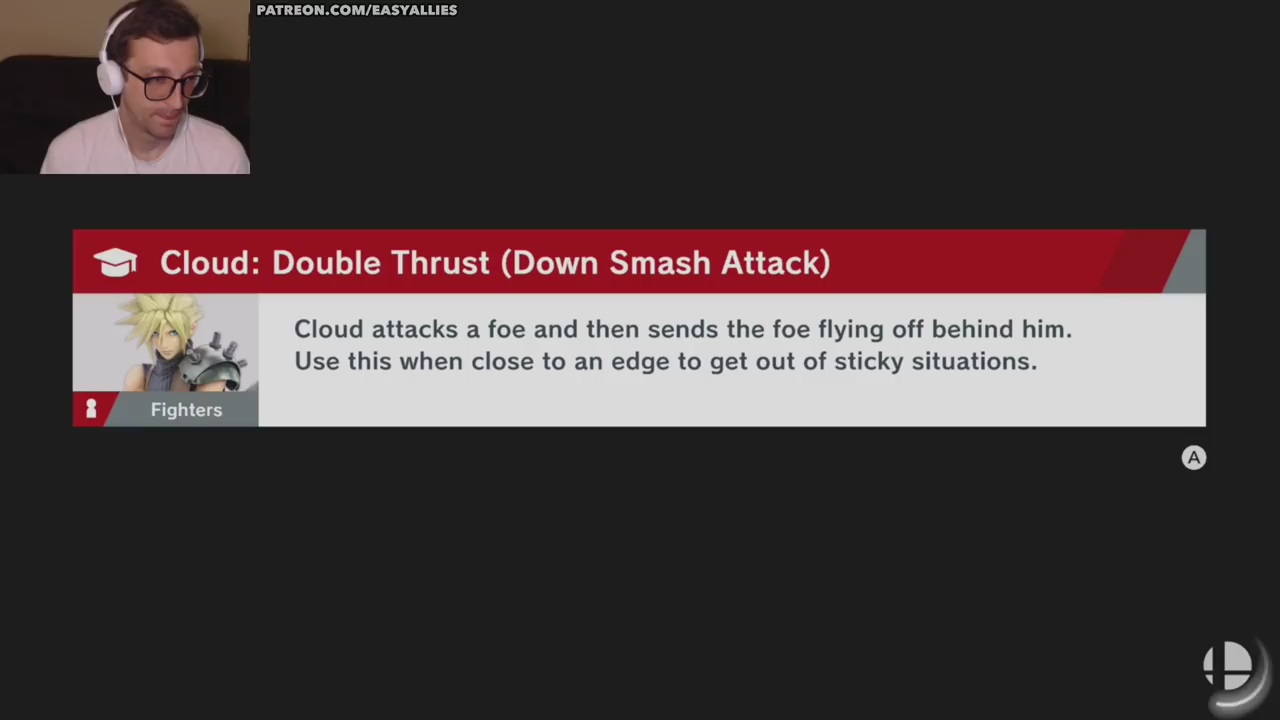 PATREON.COM/EASYALLIES
Cloud: Double Thrust (Down Smash Attack)
Cloud attacks a foe and then sends the foe flying off behind him.
Use this when close to an edge to get out of sticky situations.
Fighters
A